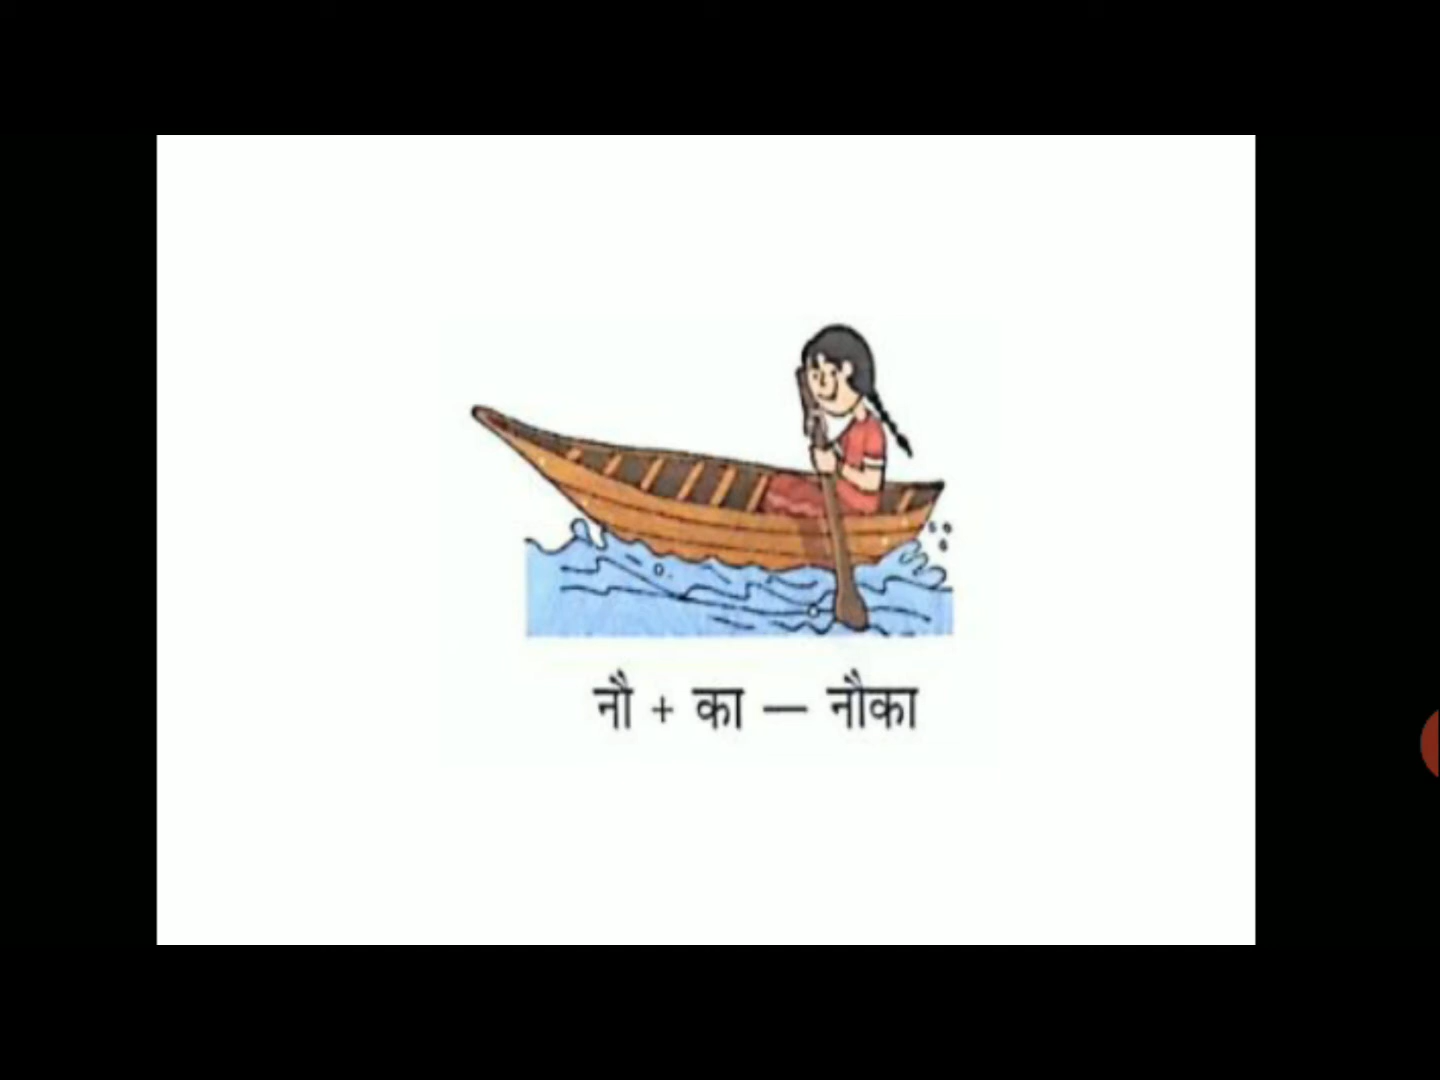 नौ + का — नौका